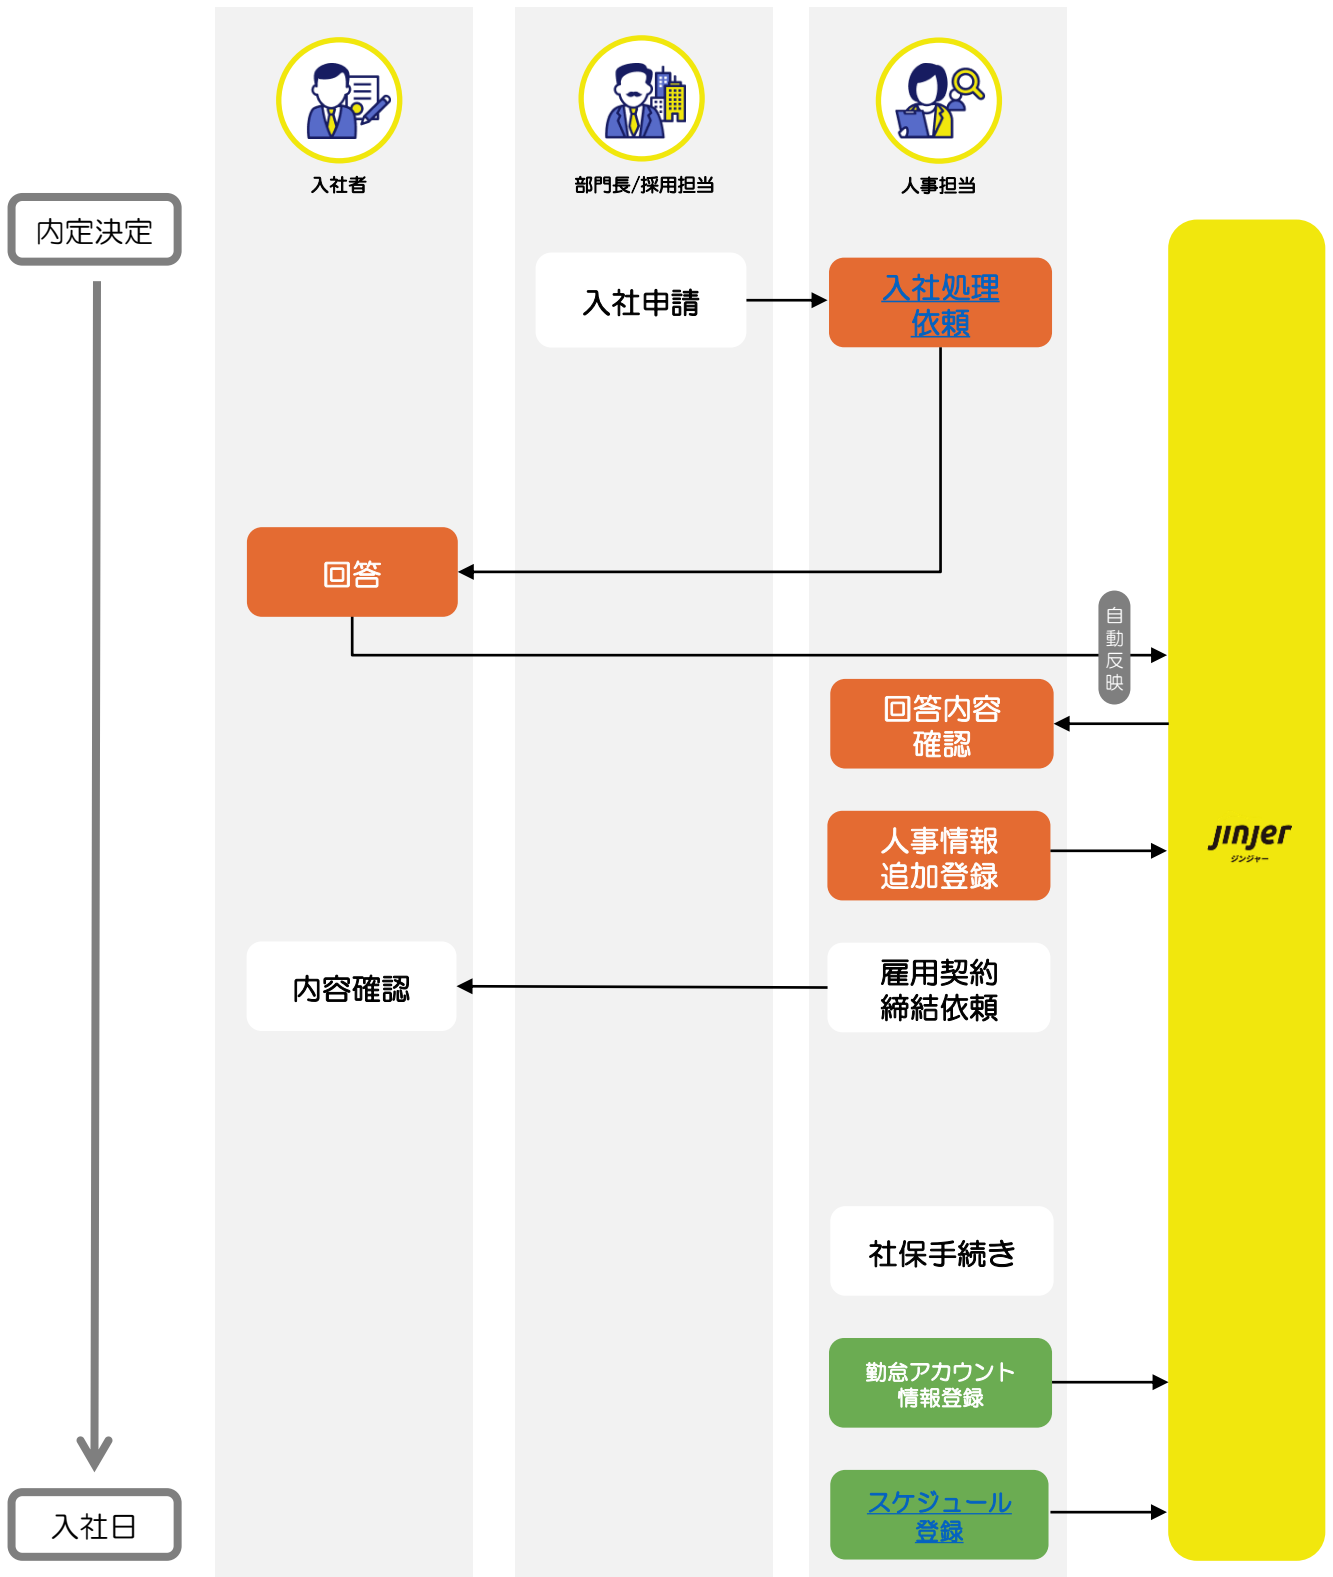 入社者
部門長/採用担当
人事担当
内定決定
入社申請
入社処理
依頼
回答
自動反映
回答内容
確認
人事情報
追加登録
jinjer
ジンジャー
内容確認
雇用契約
締結依頼
社保手続き
勤怠アカウント
情報登録
スケジュール
登録
入社日